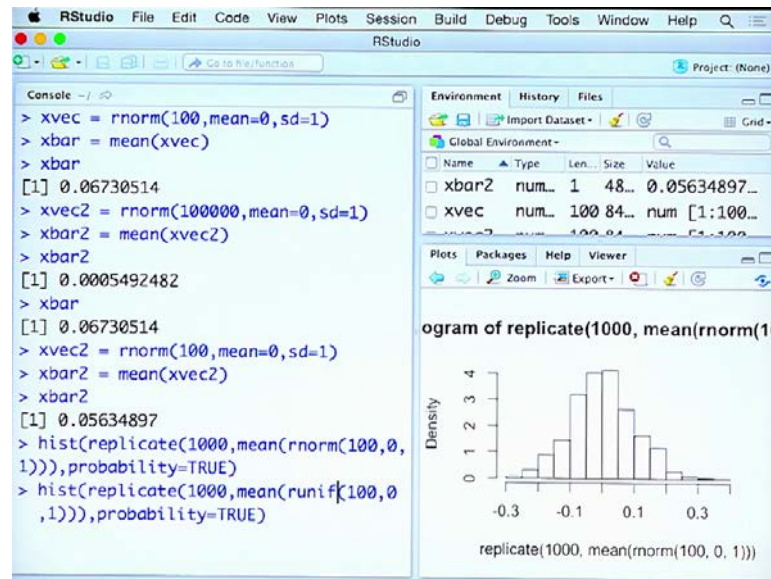 RStudio File Edit Code View Plots Session Build Debug Tools Window Help
RStudio
Go to file/function
Project: (None)
Console ~/
> xvec = rnorm(100,mean=0,sd=1)
> xbar = mean(xvec)
> xbar
[1] 0.06730514
> xvec2 = rnorm(100000,mean=0,sd=1)
> xbar2 = mean(xvec2)
> xbar2
[1] 0.0005492482
> xbar
[1] 0.06730514
> xvec2 = rnorm(100,mean=0,sd=1)
> xbar2 = mean(xvec2)
> xbar2
[1] 0.05634897
> hist(replicate(1000,mean(rnorm(100,0,
1))),probability=TRUE)
> hist(replicate(1000,mean(runif(100,0
,1))),probability=TRUE)
Environment History Files
Import Dataset
Grid
Global Environment
Name Type Len... Size Value
xbar2 num… 1 48… 0.05634897…
xvec num… 100 84… num [1:100…
Plots Packages Help Viewer
Zoom Export
ogram of replicate(1000, mean(rnorm(1
Density
0 1 2 3 4
-0.3 -0.1 0.1 0.3
replicate(1000, mean(rnorm(100, 0, 1)))